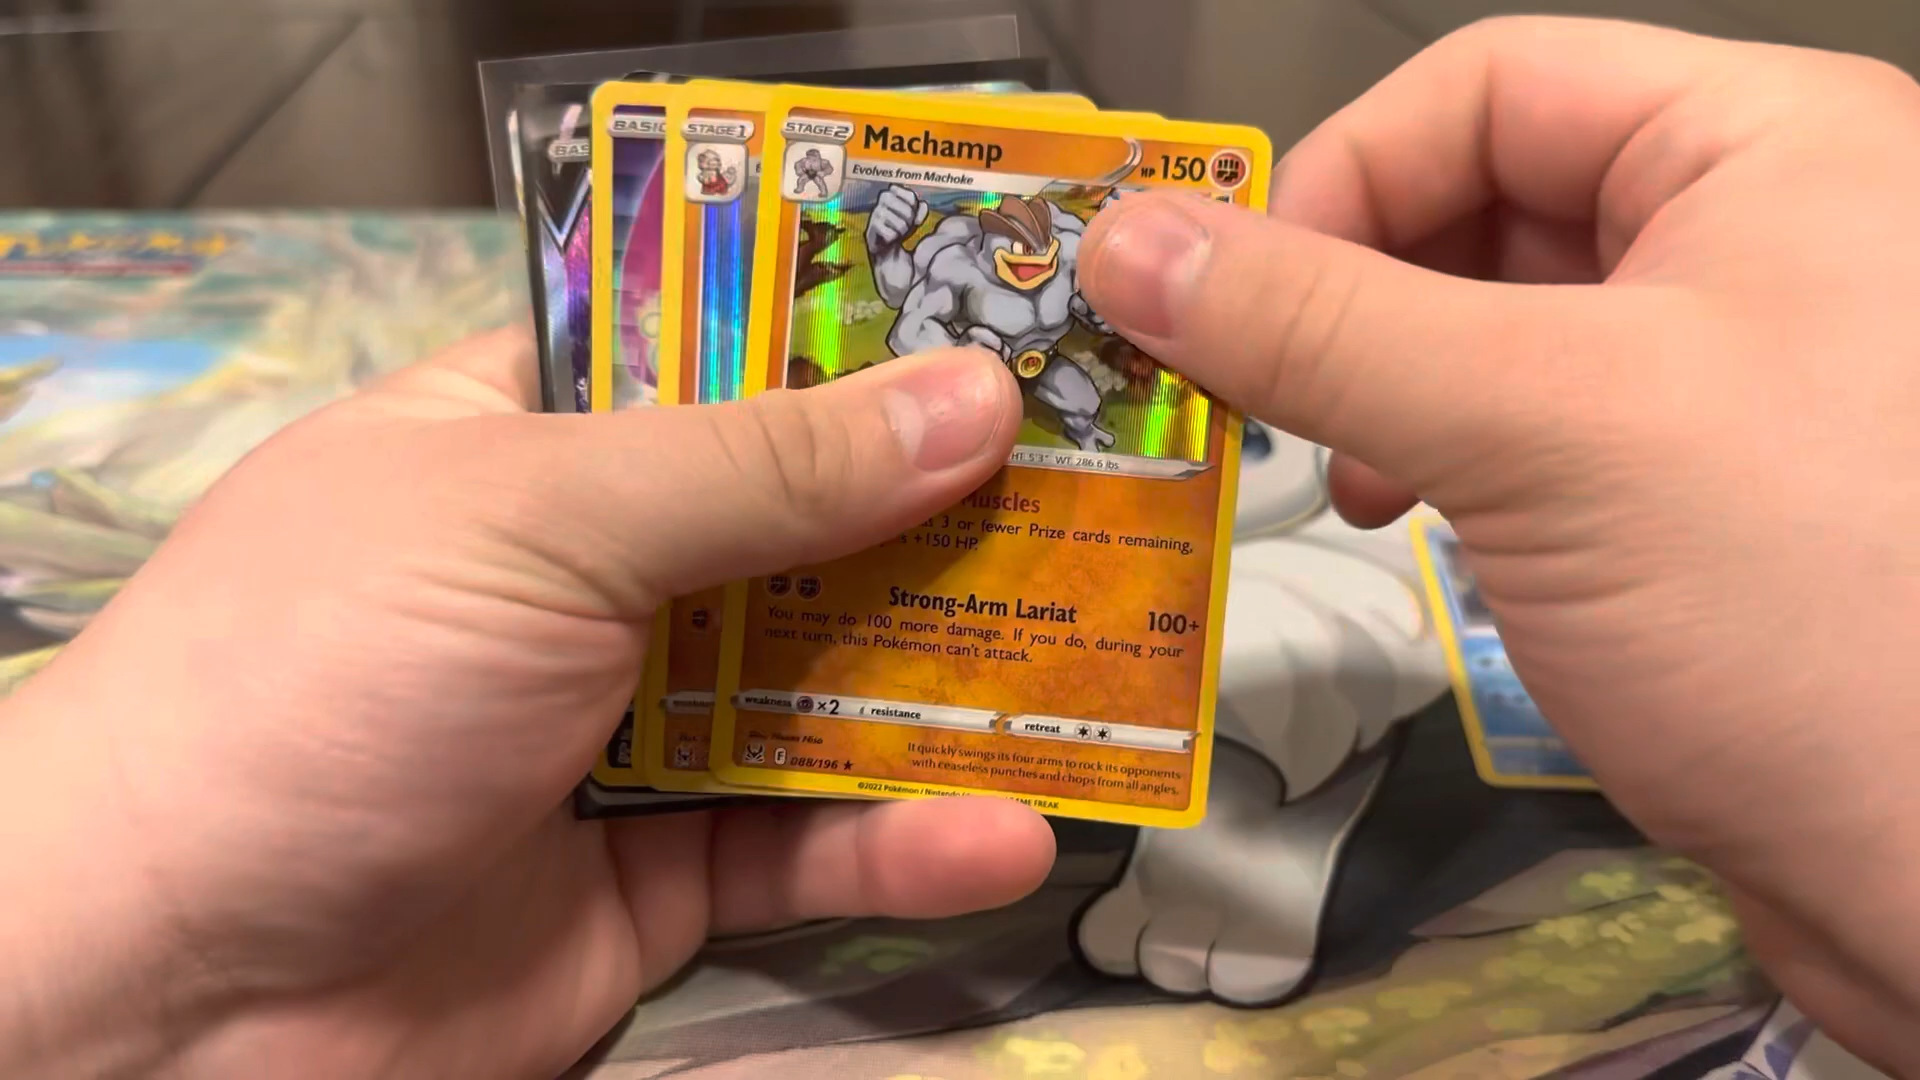 Pokémon
BASIC
STAGE1
STAGE2
Machamp
HP 150
Evolves from Machoke
HT. 5'3" WT. 286.6 lbs.
Muscles
3 or fewer Prize cards remaining,
+150 HP.
Strong-Arm Lariat 100+
You may do 100 more damage. If you do, during your
next turn, this Pokémon can't attack.
weakness ×2 resistance retreat
F 088/196 ★
It quickly swings its four arms to rock its opponents
with ceaseless punches and chops from all angles.
©2022 Pokémon / Nintendo / GAME FREAK